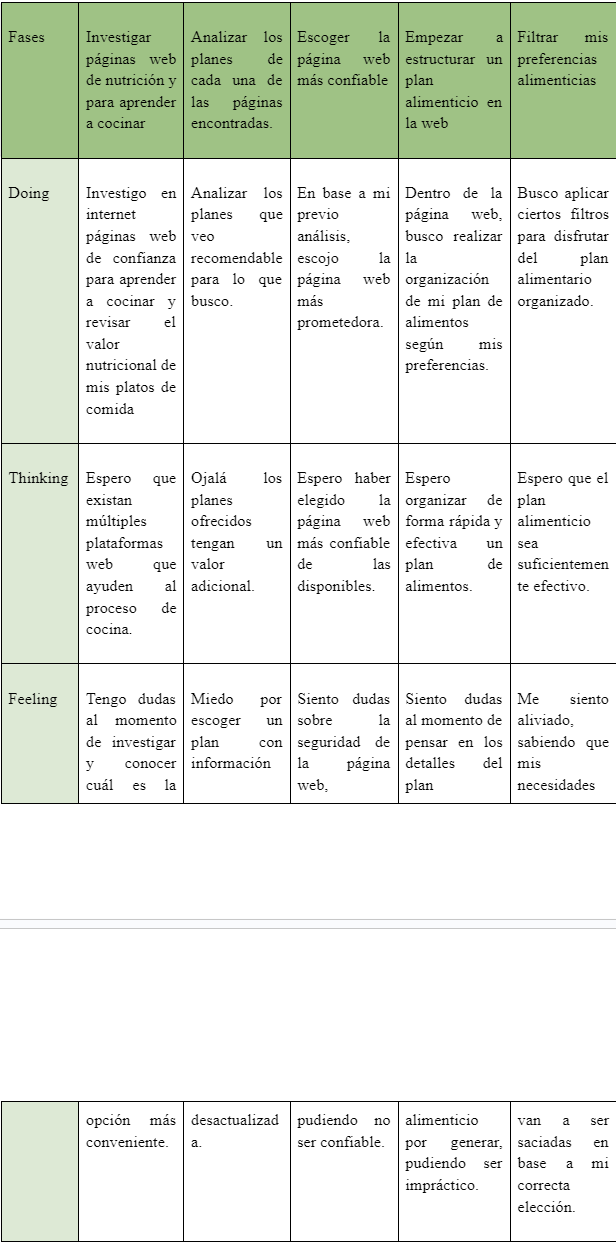 Fases
Investigar
páginas web
de nutrición y
para aprender
a cocinar
Analizar los
planes de
cada una de
las páginas
encontradas.
Escoger la
página web
más confiable
Empezar a
estructurar un
plan
alimenticio en
la web
Filtrar mis
preferencias
alimenticias
Doing
Investigo en
internet
páginas web
de confianza
para aprender
a cocinar y
revisar el
valor
nutricional de
mis platos de
comida
Analizar los
planes que
veo
recomendable
para lo que
busco.
En base a mi
previo
análisis,
escojo la
página web
más
prometedora.
Dentro de la
página web,
busco realizar
la
organización
de mi plan de
alimentos
según mis
preferencias.
Busco aplicar
ciertos filtros
para disfrutar
del plan
alimentario
organizado.
Thinking
Espero que
existan
múltiples
plataformas
web que
ayuden al
proceso de
cocina.
Ojalá los
planes
ofrecidos
tengan un
valor
adicional.
Espero haber
elegido la
página web
más confiable
de las
disponibles.
Espero
organizar de
forma rápida y
efectiva un
plan de
alimentos.
Espero que el
plan
alimenticio
sea
suficientemen
te efectivo.
Feeling
Tengo dudas
al momento
de investigar
y conocer
cuál es la
Miedo por
escoger un
plan con
información
Siento dudas
sobre la
seguridad de
la página
web,
Siento dudas
al momento de
pensar en los
detalles del
plan
Me siento
aliviado,
sabiendo que
mis
necesidades
opción más
conveniente.
desactualizad
a.
pudiendo no
ser confiable.
alimenticio
por generar,
pudiendo ser
impráctico.
van a ser
saciadas en
base a mi
correcta
elección.